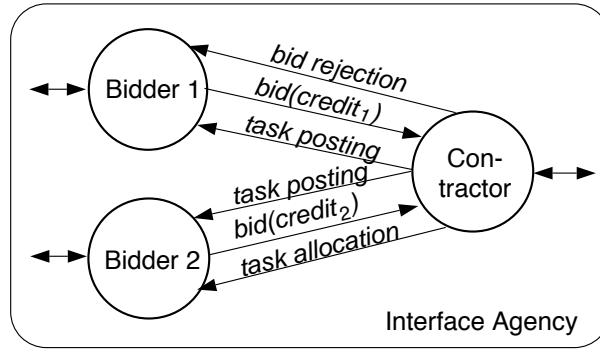 bid rejection
Bidder 1
bid(credit1)
task posting
Con-
tractor
task posting
bid(credit2)
Bidder 2
task allocation
Interface Agency